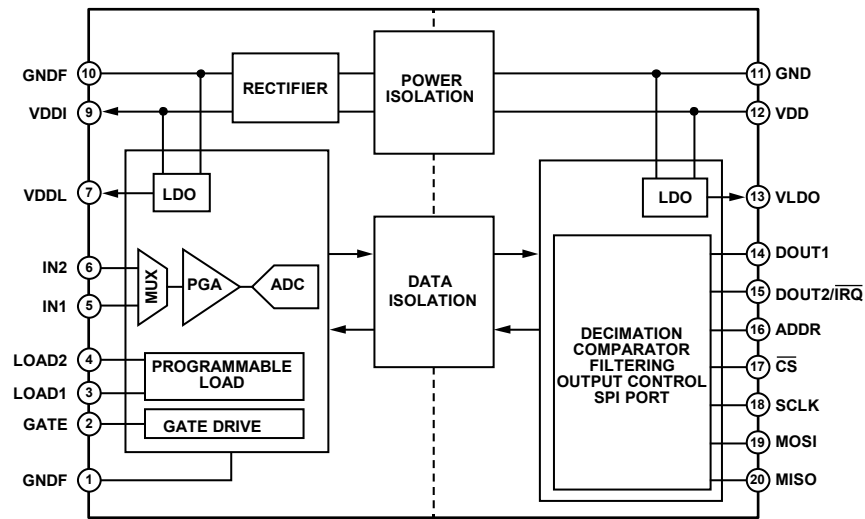 GNDF 10
VDDI 9
VDDL 7
IN2 6
IN1 5
LOAD2 4
LOAD1 3
GATE 2
GNDF 1
RECTIFIER
POWER
ISOLATION
LDO
MUX
PGA
ADC
PROGRAMMABLE
LOAD
GATE DRIVE
DATA
ISOLATION
LDO
DECIMATION
COMPARATOR
FILTERING
OUTPUT CONTROL
SPI PORT
11 GND
12 VDD
13 VLDO
14 DOUT1
15 DOUT2/I̅R̅Q̅
16 ADDR
17 C̅S̅
18 SCLK
19 MOSI
20 MISO